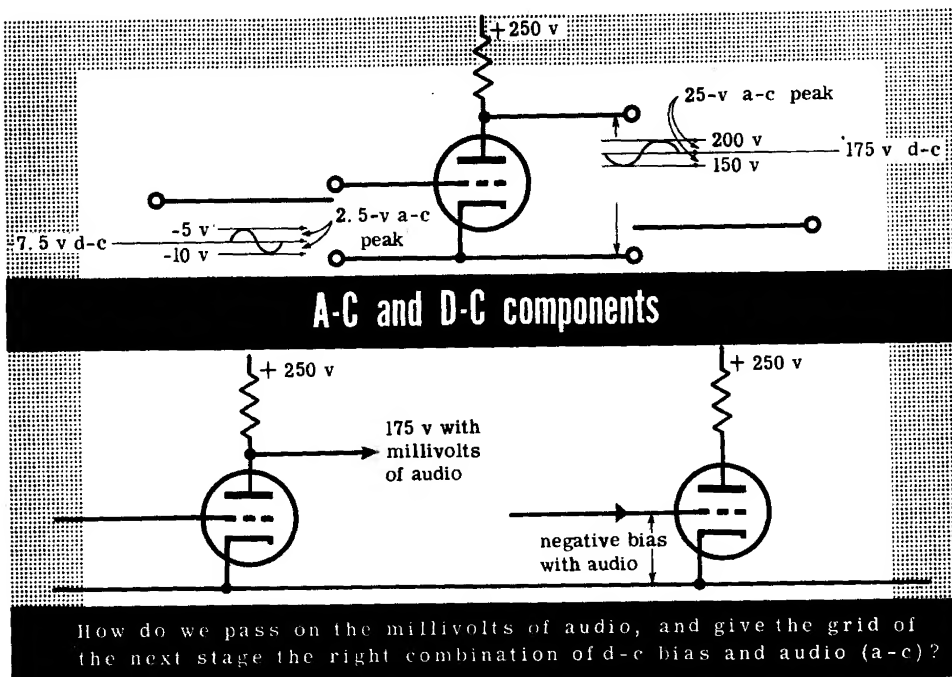 + 250 v
25-v a-c peak
200 v
175 v d-c
150 v
-5 v
2.5-v a-c
-7.5 v d-c
peak
-10 v
A-C and D-C components
+ 250 v
+ 250 v
175 v with
millivolts
of audio
negative bias
with audio
How do we pass on the millivolts of audio, and give the grid of
the next stage the right combination of d-c bias and audio (a-c)?